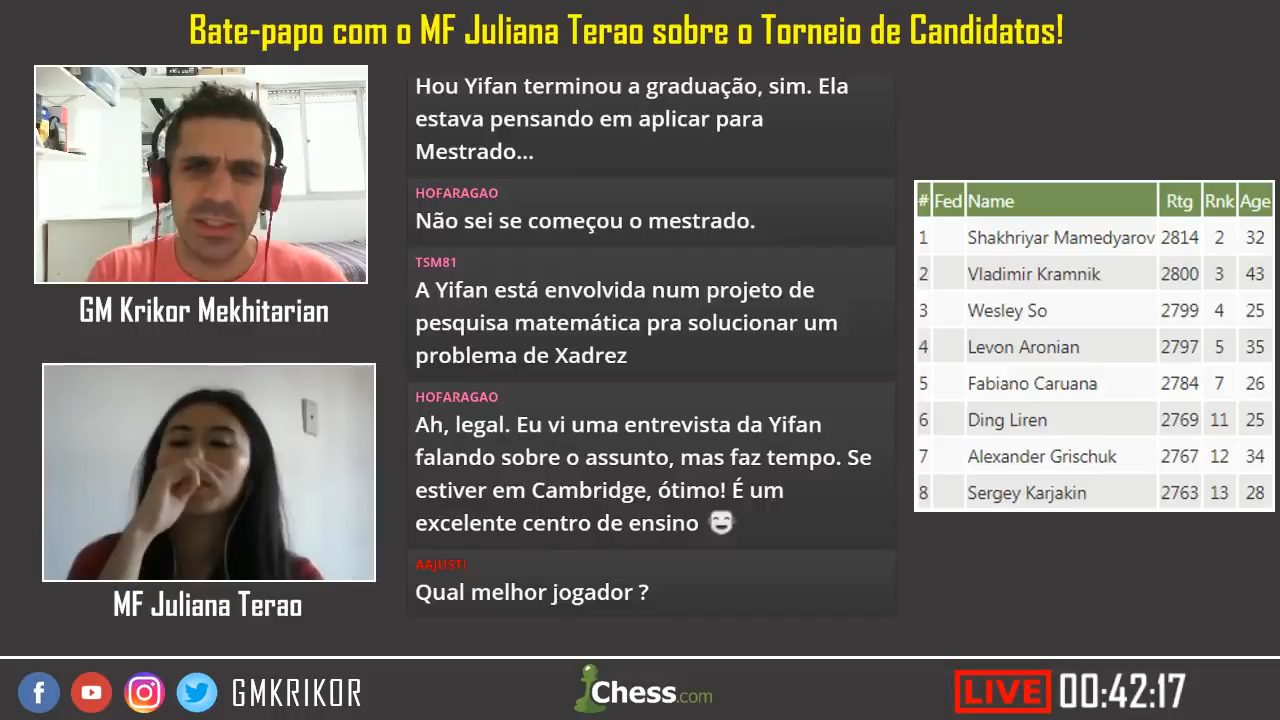 Bate-papo com o MF Juliana Terao sobre o Torneio de Candidatos!
GM Krikor Mekhitarian
MF Juliana Terao
Hou Yifan terminou a graduação, sim. Ela
estava pensando em aplicar para
Mestrado...
HOFARAGAO
Não sei se começou o mestrado.
TSM81
A Yifan está envolvida num projeto de
pesquisa matemática pra solucionar um
problema de Xadrez
HOFARAGAO
Ah, legal. Eu vi uma entrevista da Yifan
falando sobre o assunto, mas faz tempo. Se
estiver em Cambridge, ótimo! É um
excelente centro de ensino
AAJUSTI
Qual melhor jogador ?
# Fed Name Rtg Rnk Age
1 Shakhriyar Mamedyarov 2814 2 32
2 Vladimir Kramnik 2800 3 43
3 Wesley So 2799 4 25
4 Levon Aronian 2797 5 35
5 Fabiano Caruana 2784 7 26
6 Ding Liren 2769 11 25
7 Alexander Grischuk 2767 12 34
8 Sergey Karjakin 2763 13 28
GMKRIKOR
Chess.com
LIVE 00:42:17